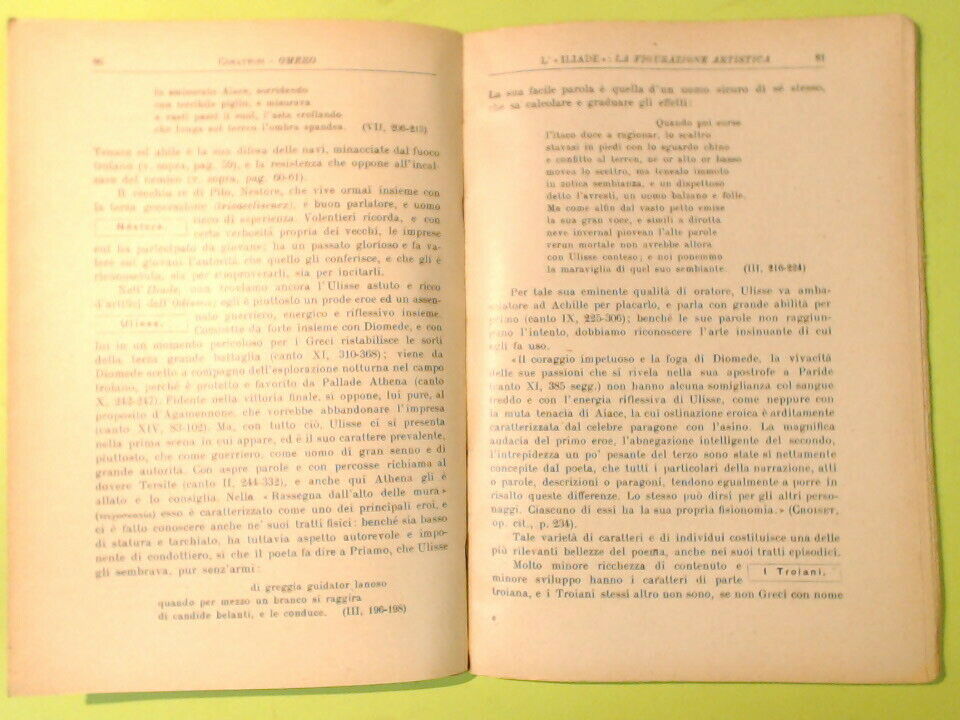 OMERO
in smisurato Aiace, sorridendo
con terribile piglio, e misurava
a vasti passi il suol, l'asta crollando
che lunga sul terren l'ombra spandea. (VII, 206-213)
Tenace ed abile è la sua difesa delle navi, minacciate dal fuoco
troiano (v. sopra, pag. 59), e la resistenza che oppone all'incal-
zare del nemico (v. sopra, pag. 60-61).
Il vecchio re di Pilo, Nestore, che vive ormai insieme con
la terza generazione è buon parlatore, e uomo
ricco di esperienza. Volentieri ricorda, e con
Nestore.
certa verbosità propria dei vecchi, le imprese
cui ha partecipato da giovane; ha un passato glorioso e fa va-
lere sui giovani l'autorità che quello gli conferisce, e che gli è
riconosciuta, sia per rimproverarli, sia per incitarli.
Nell'Iliade, non troviamo ancora l'Ulisse astuto e ricco
d'artifici dell'Odissea; egli è piuttosto un prode eroe ed un assen-
nato guerriero, energico e riflessivo insieme.
Ulisse.
Combatte da forte insieme con Diomede, e con
lui in un momento pericoloso per i Greci ristabilisce le sorti
della terza grande battaglia (canto XI, 310-368); viene da
Diomede scelto a compagno dell'esplorazione notturna nel campo
troiano, perchè è protetto e favorito da Pallade Athena (canto
X, 242-247). Fidente nella vittoria finale, si oppone, lui pure, al
proposito d'Agamennone, che vorrebbe abbandonare l'impresa
(canto XIV, 83-102). Ma, con tutto ciò, Ulisse ci si presenta
nella prima scena in cui appare, ed è il suo carattere prevalente,
piuttosto, che come guerriero, come uomo di gran senno e di
grande autorità. Con aspre parole e con percosse richiama al
dovere Tersite (canto II, 244-332), e anche qui Athena gli è
allato e lo consiglia. Nella «Rassegna dall'alto delle mura»
esso è caratterizzato come uno dei principali eroi, e
ci è fatto conoscere anche ne' suoi tratti fisici: benchè sia basso
di statura e tarchiato, ha tuttavia aspetto autorevole e impo-
nente di condottiero, sì che il poeta fa dire a Priamo, che Ulisse
gli sembrava, pur senz'armi:
di greggia guidator lanoso
quando per mezzo un branco si raggira
di candide belanti, e le conduce. (III, 196-198)
L' «ILIADE»: LA FIGURAZIONE ARTISTICA 81
La sua facile parola è quella d'un uomo sicuro di sè stesso,
che sa calcolare e graduare gli effetti:
Quando poi surse
l'itaco duce a ragionar, lo scaltro
stavasi in piedi con lo sguardo chino
e confitto al terren, nè or alto or basso
movea lo scettro, ma tenealo immoto
in zotica sembianza, e un dispettoso
detto l'avresti, un uomo balzano e folle.
Ma come alfin dal vasto petto emise
la sua gran voce, e simili a dirotta
neve invernal piovean l'alte parole
verun mortale non avrebbe allora
con Ulisse conteso; e noi ponemmo
la maraviglia di quel suo sembiante. (III, 216-224)
Per tale sua eminente qualità di oratore, Ulisse va amba-
sciatore ad Achille per placarlo, e parla con grande abilità per
primo (canto IX, 225-306); benchè le sue parole non raggiun-
gano l'intento, dobbiamo riconoscere l'arte insinuante di cui
egli fa uso.
«Il coraggio impetuoso e la foga di Diomede, la vivacità
delle sue passioni che si rivela nella sua apostrofe a Paride
(canto XI, 385 segg.) non hanno alcuna somiglianza col sangue
freddo e con l'energia riflessiva di Ulisse, come neppure con
la muta tenacia di Aiace, la cui ostinazione eroica è arditamente
caratterizzata dal celebre paragone con l'asino. La magnifica
audacia del primo eroe, l'abnegazione intelligente del secondo,
l'intrepidezza un po' pesante del terzo sono state sì nettamente
concepite dal poeta, che tutti i particolari della narrazione, atti
o parole, descrizioni o paragoni, tendono egualmente a porre in
risalto queste differenze. Lo stesso può dirsi per gli altri perso-
naggi. Ciascuno di essi ha la sua propria fisionomia.» (CROISET,
op. cit., p. 234).
Tale varietà di caratteri e di individui costituisce una delle
più rilevanti bellezze del poema, anche nei suoi tratti episodici.
Molto minore ricchezza di contenuto e
I Troiani.
minore sviluppo hanno i caratteri di parte
troiana, e i Troiani stessi altro non sono, se non Greci con nome